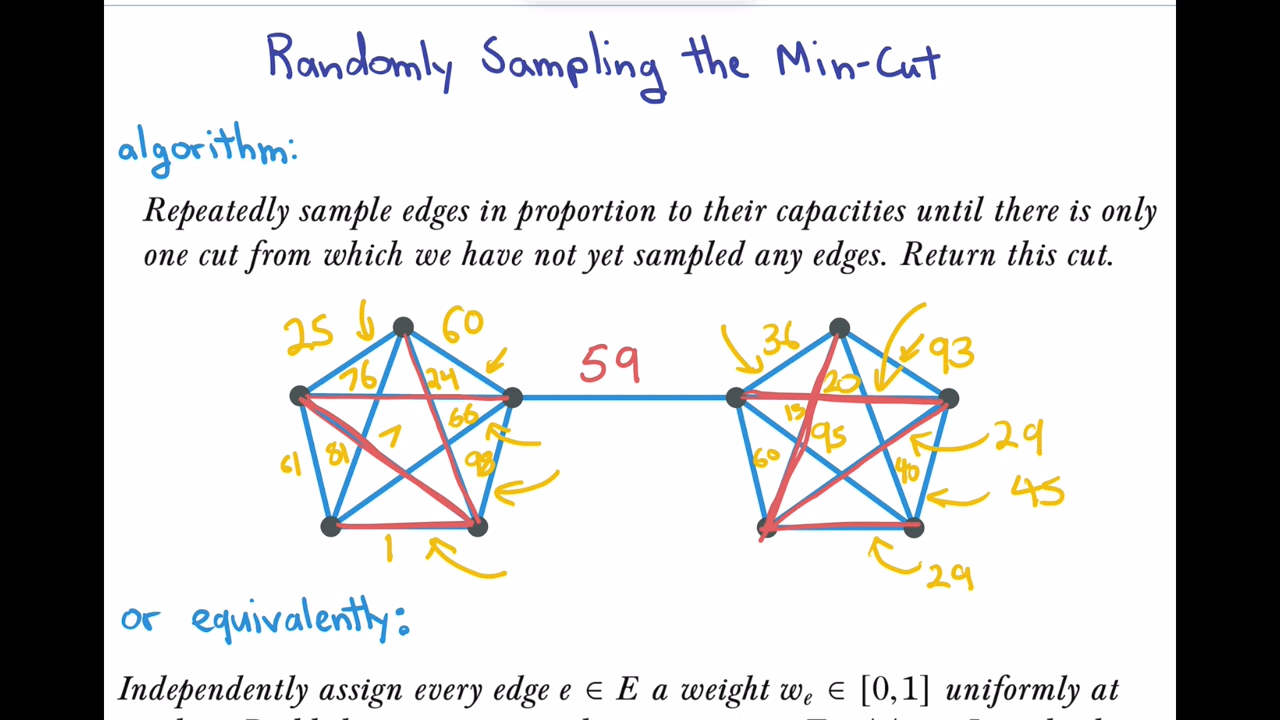 Randomly Sampling the Min-Cut
algorithm:
Repeatedly sample edges in proportion to their capacities until there is only
one cut from which we have not yet sampled any edges. Return this cut.
25 60 59 36 93
76 24 20
66 15
61 81 7 98 60 95 40 29
45
1 29
or equivalently:
Independently assign every edge e ∈ E a weight wₑ ∈ [0,1] uniformly at